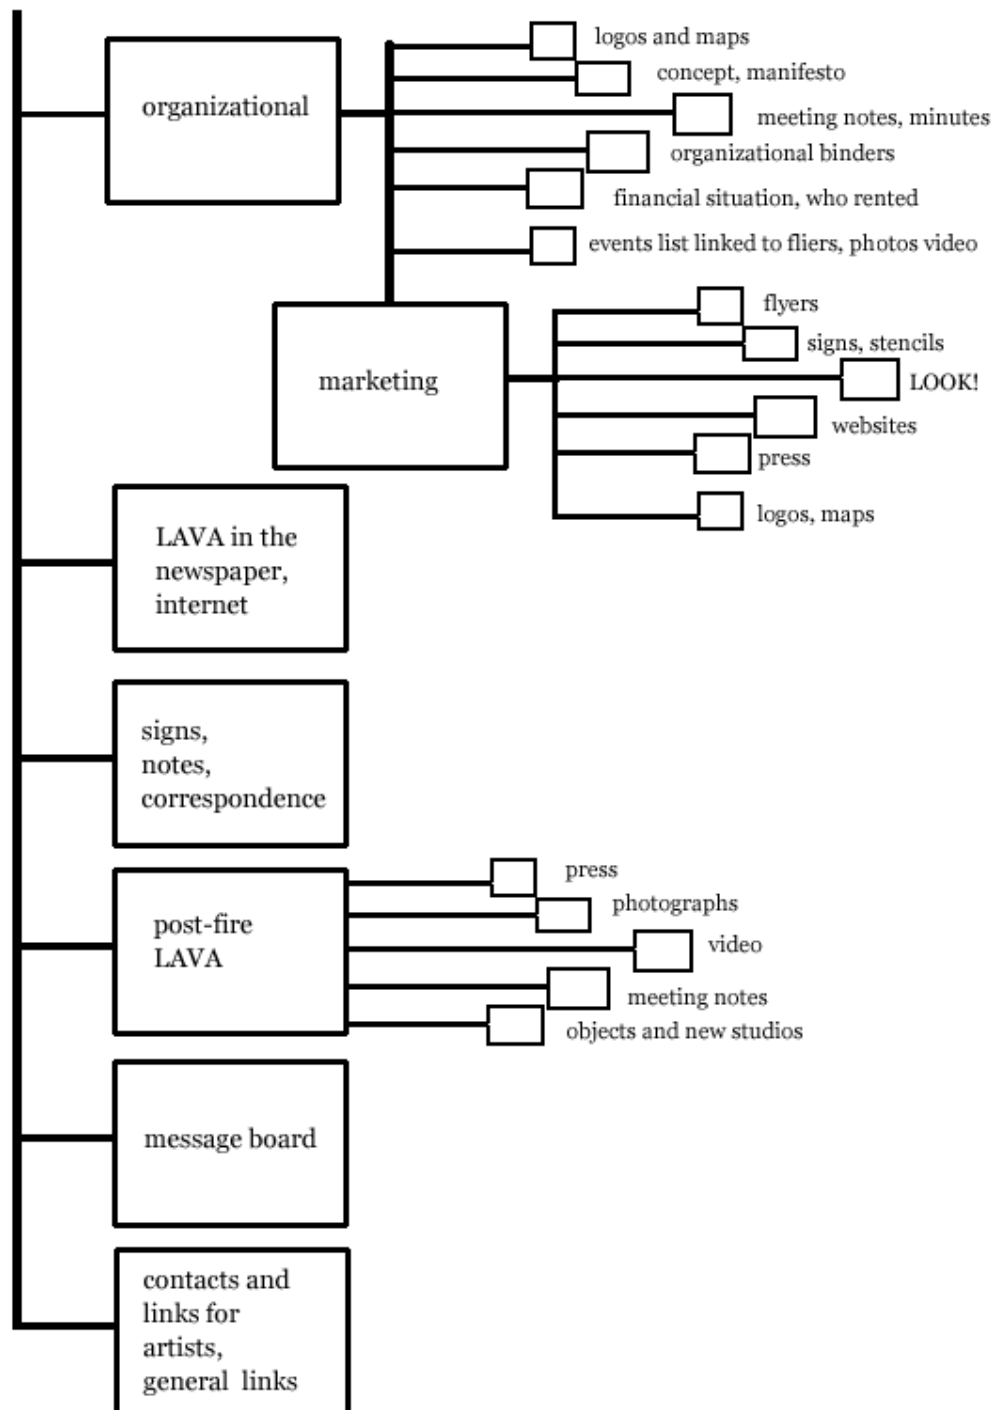 organizational
logos and maps
concept, manifesto
meeting notes, minutes
organizational binders
financial situation, who rented
events list linked to fliers, photos video
marketing
flyers
signs, stencils
LOOK!
websites
press
logos, maps
LAVA in the
newspaper,
internet
signs,
notes,
correspondence
post-fire
LAVA
press
photographs
video
meeting notes
objects and new studios
message board
contacts and
links for
artists,
general links